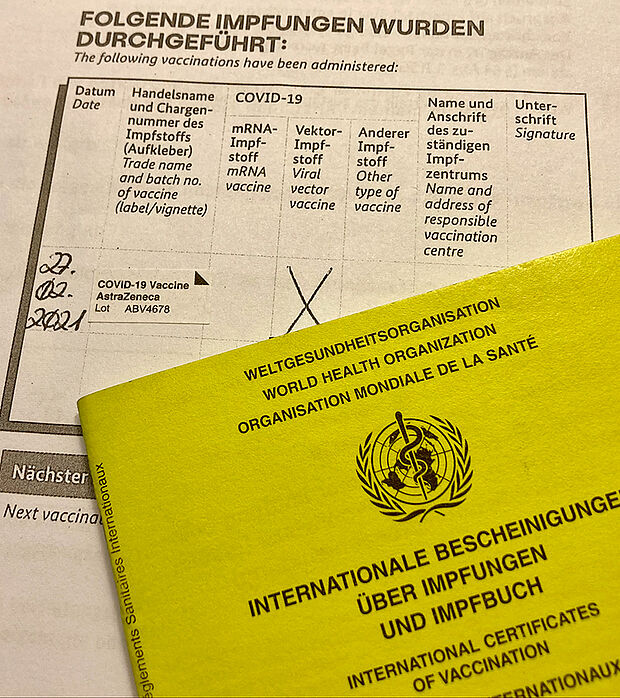 FOLGENDE IMPFUNGEN WURDEN
DURCHGEFÜHRT:
The following vaccinations have been administered:
Datum
Date
Handelsname
und Chargen-
nummer des
Impfstoffs
(Aufkleber)
Trade name
and batch no.
of vaccine
(label/vignette)
COVID-19
mRNA-
Impf-
stoff
mRNA
vaccine
Vektor-
Impf-
stoff
Viral
vector
vaccine
Anderer
Impf-
stoff
Other
type of
vaccine
Name und
Anschrift
des zu-
ständigen
Impf-
zentrums
Name and
address of
responsible
vaccination
centre
Unter-
schrift
Signature
27.
02.
2021
COVID-19 Vaccine
AstraZeneca
Lot ABV4678
X
Nächster
Next
WELTGESUNDHEITSORGANISATION
WORLD HEALTH ORGANIZATION
ORGANISATION MONDIALE DE LA SANTÉ
INTERNATIONALE BESCHEINIGUNGE
ÜBER IMPFUNGEN
UND IMPFBUCH
INTERNATIONAL CERTIFICATES
OF VACCINATION
Sanitaires Internationaux